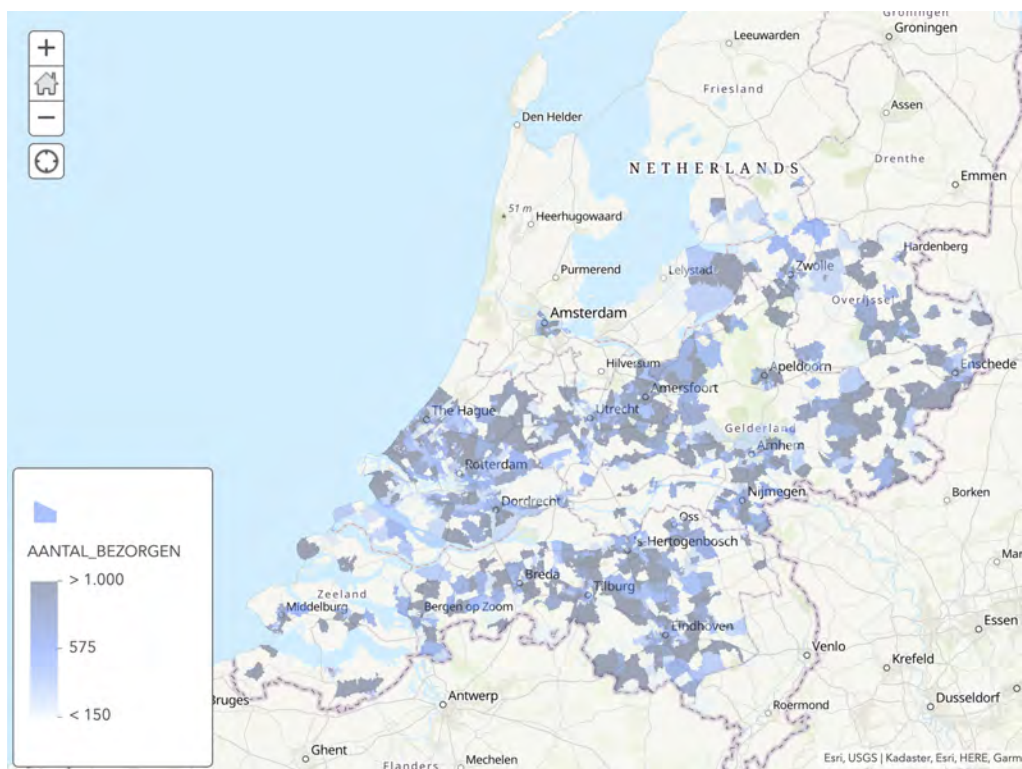 Groningen
Groningen
Leeuwarden
Friesland
Assen
Den Helder
Drenthe
NETHERLANDS
Emmen
51 m
Heerhugowaard
Hardenberg
Purmerend
Lelystad
Zwolle
Overijssel
Amsterdam
Hilversum
Apeldoorn
Enschede
Amersfoort
The Hague
Utrecht
Gelderland
Arnhem
Rotterdam
Dordrecht
Nijmegen
Borken
Oss
's
Hertogenbosch
Mar
Breda
Tilburg
Zeeland
Middelburg
Bergen op Zoom
Essen
Eindhoven
Venlo
Krefeld
Bruges
Antwerp
Roermond
Dusseldorf
Ghent
Flanders
Mechelen
AANTAL_BEZORGEN
> 1.000
575
< 150
Esri, USGS | Kadaster, Esri, HERE, Garm